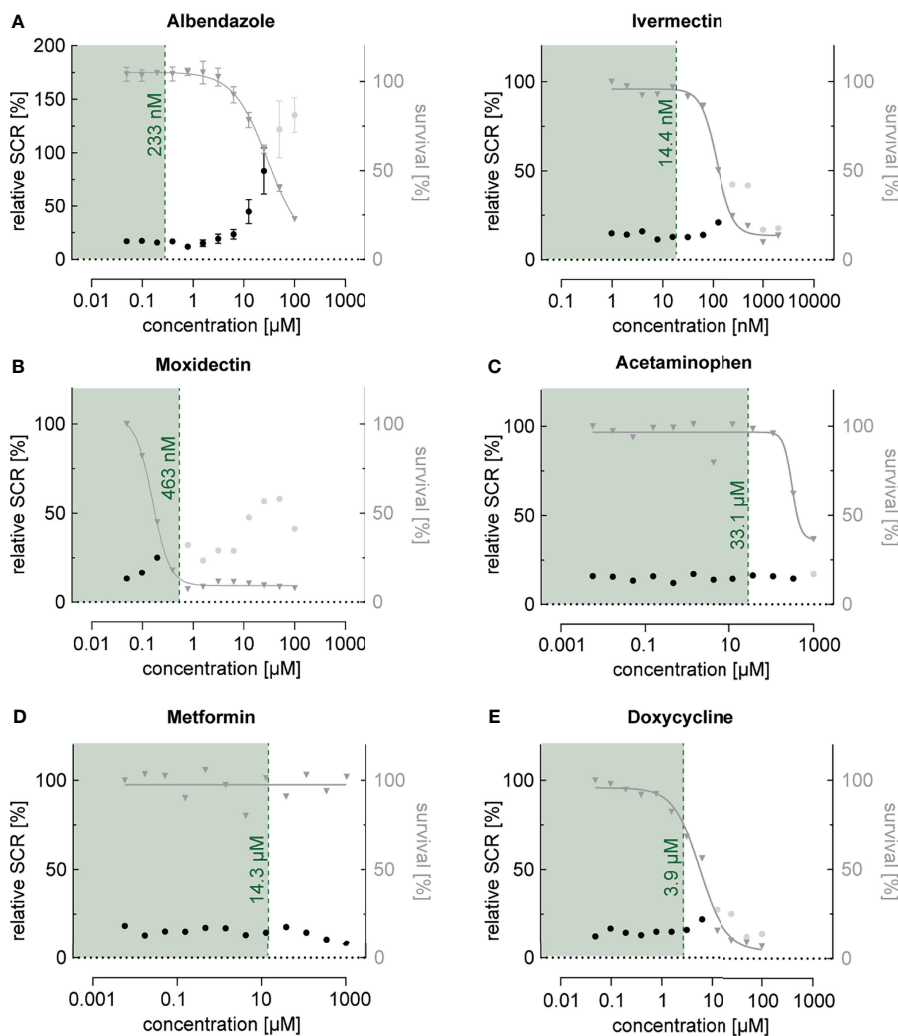 A
Albendazole
200
150
100
50
0
relative SCR [%]
233 nM
100
50
0
survival [%]
0.01 0.1 1 10 100 1000
concentration [µM]
Ivermectin
100
50
0
relative SCR [%]
14.4 nM
100
50
0
survival [%]
0.1 1 10 100 1000 10000
concentration [nM]
B
Moxidectin
100
50
0
relative SCR [%]
463 nM
100
50
0
survival [%]
0.01 0.1 1 10 100 1000
concentration [µM]
C
Acetaminophen
100
50
0
relative SCR [%]
33.1 µM
100
50
0
survival [%]
0.001 0.1 10 1000
concentration [µM]
D
Metformin
100
50
0
relative SCR [%]
14.3 µM
100
50
0
survival [%]
0.001 0.1 10 1000
concentration [µM]
E
Doxycycline
100
50
0
relative SCR [%]
3.9 µM
100
50
0
survival [%]
0.01 0.1 1 10 100 1000
concentration [µM]